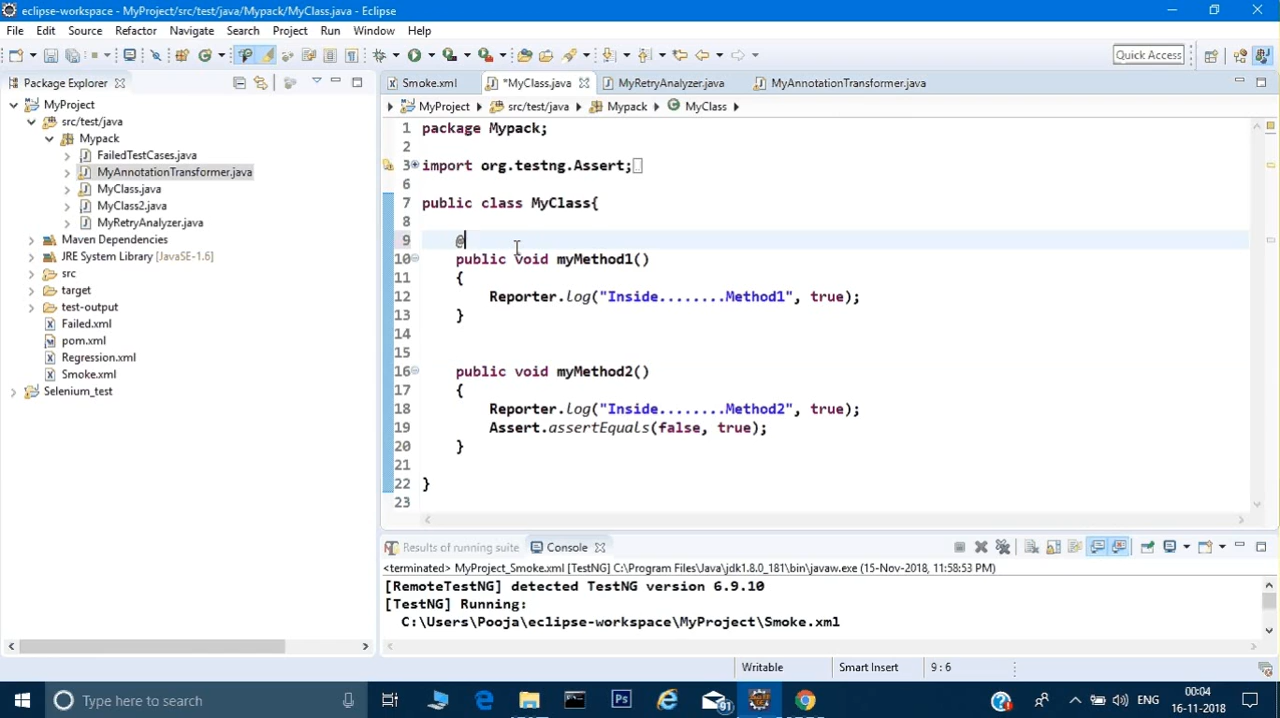 eclipse-workspace - MyProject/src/test/java/Mypack/MyClass.java - Eclipse
File Edit Source Refactor Navigate Search Project Run Window Help
Quick Access
Package Explorer
Smoke.xml *MyClass.java MyRetryAnalyzer.java MyAnnotationTransformer.java
MyProject src/test/java Mypack MyClass
MyProject
src/test/java
Mypack
FailedTestCases.java
MyAnnotationTransformer.java
MyClass.java
MyClass2.java
MyRetryAnalyzer.java
Maven Dependencies
JRE System Library [JavaSE-1.6]
src
target
test-output
Failed.xml
pom.xml
Regression.xml
Smoke.xml
Selenium_test
1 package Mypack;
2
3 import org.testng.Assert;
6
7 public class MyClass{
8
9 @
10 public void myMethod1()
11 {
12 Reporter.log("Inside........Method1", true);
13 }
14
15
16 public void myMethod2()
17 {
18 Reporter.log("Inside........Method2", true);
19 Assert.assertEquals(false, true);
20 }
21
22 }
23
Results of running suite Console
<terminated> MyProject_Smoke.xml [TestNG] C:\Program Files\Java\jdk1.8.0_181\bin\javaw.exe (15-Nov-2018, 11:58:53 PM)
[RemoteTestNG] detected TestNG version 6.9.10
[TestNG] Running:
C:\Users\Pooja\eclipse-workspace\MyProject\Smoke.xml
Writable Smart Insert 9 : 6
Type here to search
91
ENG
00:04
16-11-2018